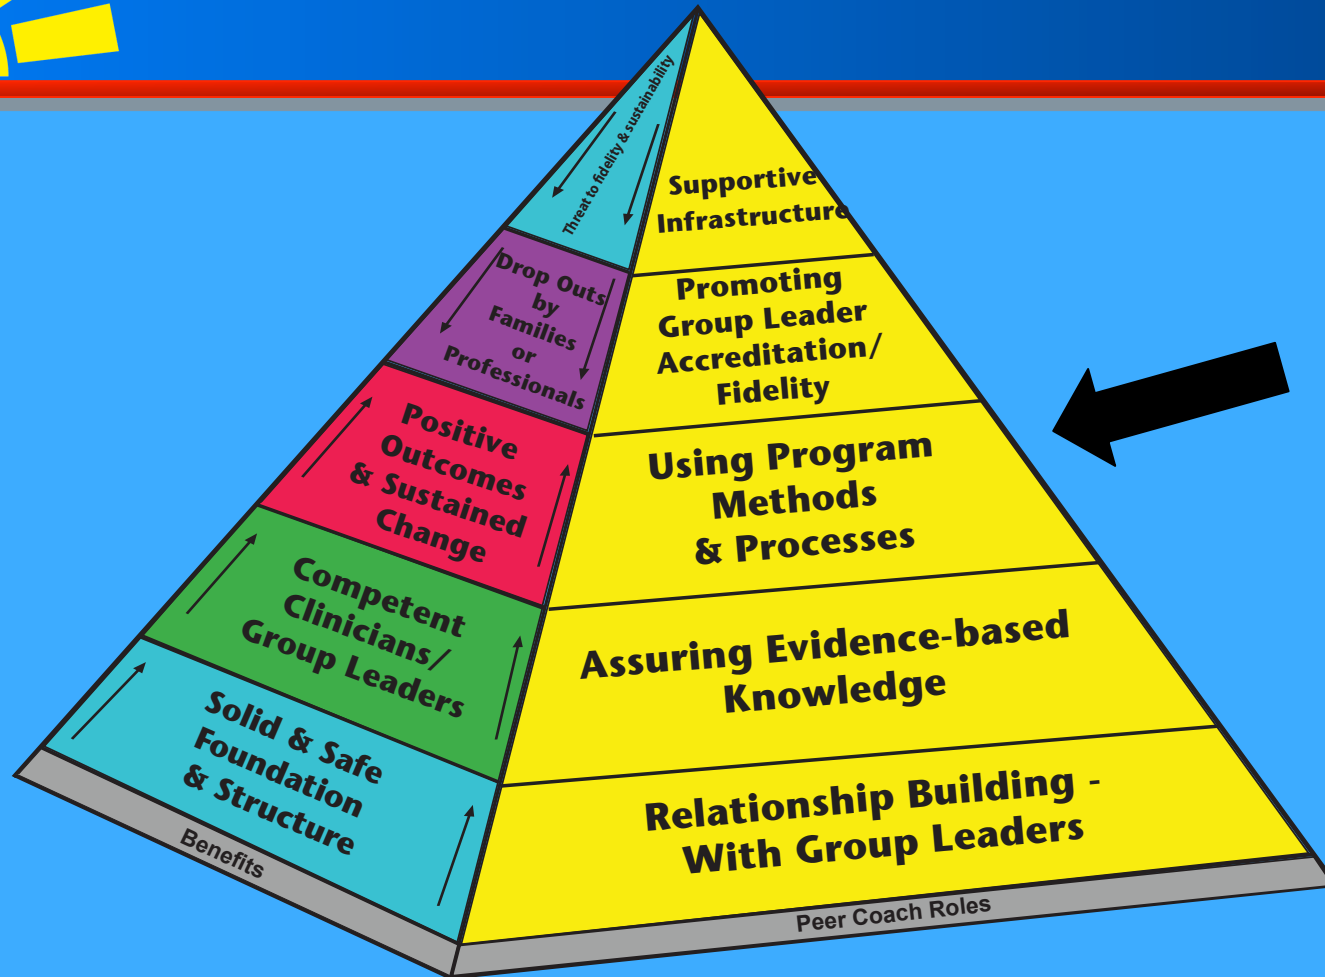 Threat to fidelity & sustainability
Drop Outs
by
Families
or
Professionals
Positive
Outcomes
& Sustained
Change
Competent
Clinicians/
Group Leaders
Solid & Safe
Foundation
& Structure
Benefits
Supportive
Infrastructure
Promoting
Group Leader
Accreditation/
Fidelity
Using Program
Methods
& Processes
Assuring Evidence-based
Knowledge
Relationship Building -
With Group Leaders
Peer Coach Roles